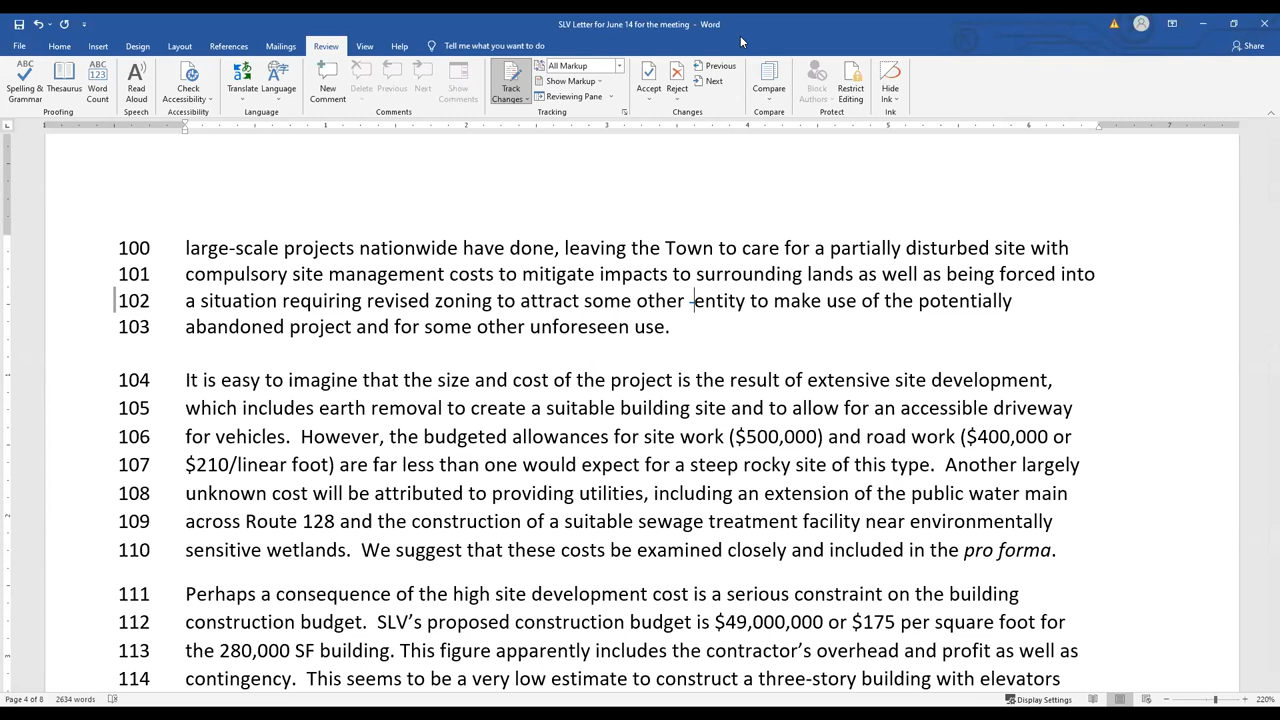 SLV Letter for June 14 for the meeting - Word
File Home Insert Design Layout References Mailings Review View Help Tell me what you want to do Share
Spelling & Grammar
Thesaurus
Word Count
Read Aloud
Check Accessibility
Translate
Language
New Comment
Delete
Previous
Next
Show Comments
Track Changes
All Markup
Show Markup
Reviewing Pane
Accept
Reject
Previous
Next
Compare
Block Authors
Restrict Editing
Hide Ink
Proofing Speech Accessibility Language Comments Tracking Changes Compare Protect Ink
1 2 3 4 5 6 7
100 large-scale projects nationwide have done, leaving the Town to care for a partially disturbed site with
101 compulsory site management costs to mitigate impacts to surrounding lands as well as being forced into
102 a situation requiring revised zoning to attract some other entity to make use of the potentially
103 abandoned project and for some other unforeseen use.
104 It is easy to imagine that the size and cost of the project is the result of extensive site development,
105 which includes earth removal to create a suitable building site and to allow for an accessible driveway
106 for vehicles. However, the budgeted allowances for site work ($500,000) and road work ($400,000 or
107 $210/linear foot) are far less than one would expect for a steep rocky site of this type. Another largely
108 unknown cost will be attributed to providing utilities, including an extension of the public water main
109 across Route 128 and the construction of a suitable sewage treatment facility near environmentally
110 sensitive wetlands. We suggest that these costs be examined closely and included in the pro forma.
111 Perhaps a consequence of the high site development cost is a serious constraint on the building
112 construction budget. SLV's proposed construction budget is $49,000,000 or $175 per square foot for
113 the 280,000 SF building. This figure apparently includes the contractor's overhead and profit as well as
114 contingency. This seems to be a very low estimate to construct a three-story building with elevators
Page 4 of 8 2634 words Display Settings 220%